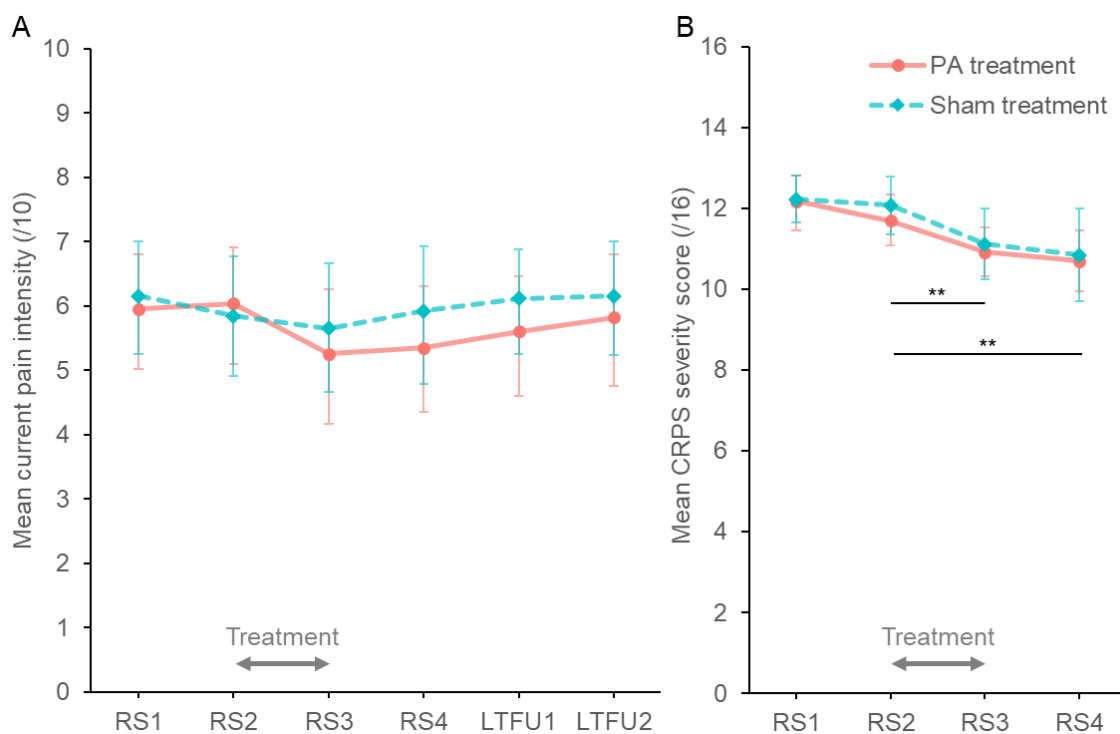 A
Mean current pain intensity (/10)
10
9
8
7
6
5
4
3
2
1
0
Treatment
RS1 RS2 RS3 RS4 LTFU1 LTFU2
B
Mean CRPS severity score (/16)
16
14
12
10
8
6
4
2
0
PA treatment
Sham treatment
**
**
Treatment
RS1 RS2 RS3 RS4